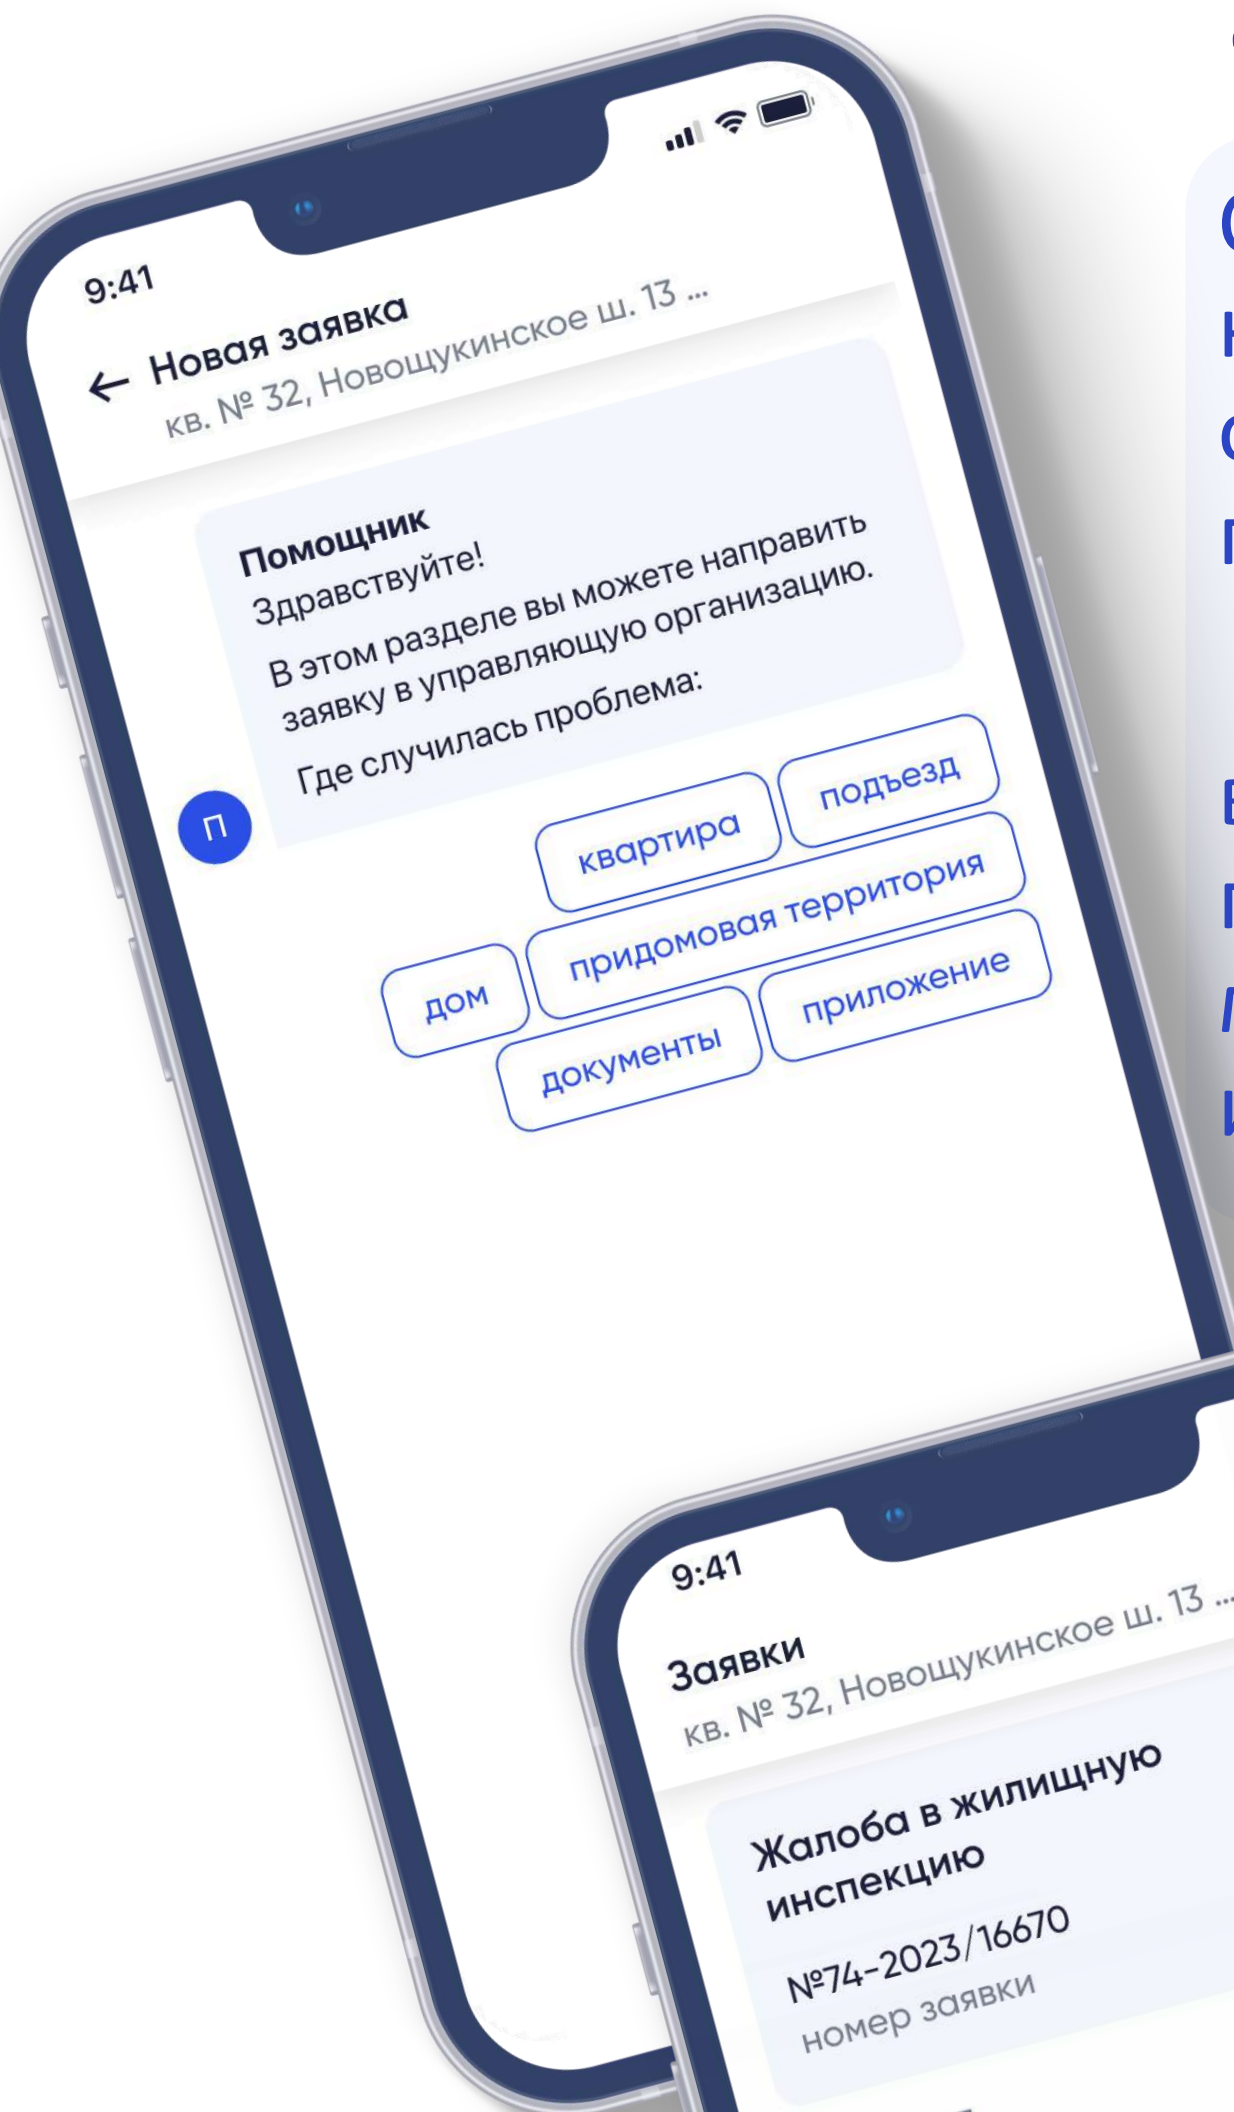 9:41
← Новая заявка
кв. № 32, Новощукинское ш. 13 ...
Помощник
Здравствуйте!
В этом разделе вы можете направить
заявку в управляющую организацию.
Где случилась проблема:
П
квартира
подъезд
дом
придомовая территория
документы
приложение
9:41
Заявки
кв. № 32, Новощукинское ш. 13 ...
Жалоба в жилищную
инспекцию
№74-2023/16670
номер заявки